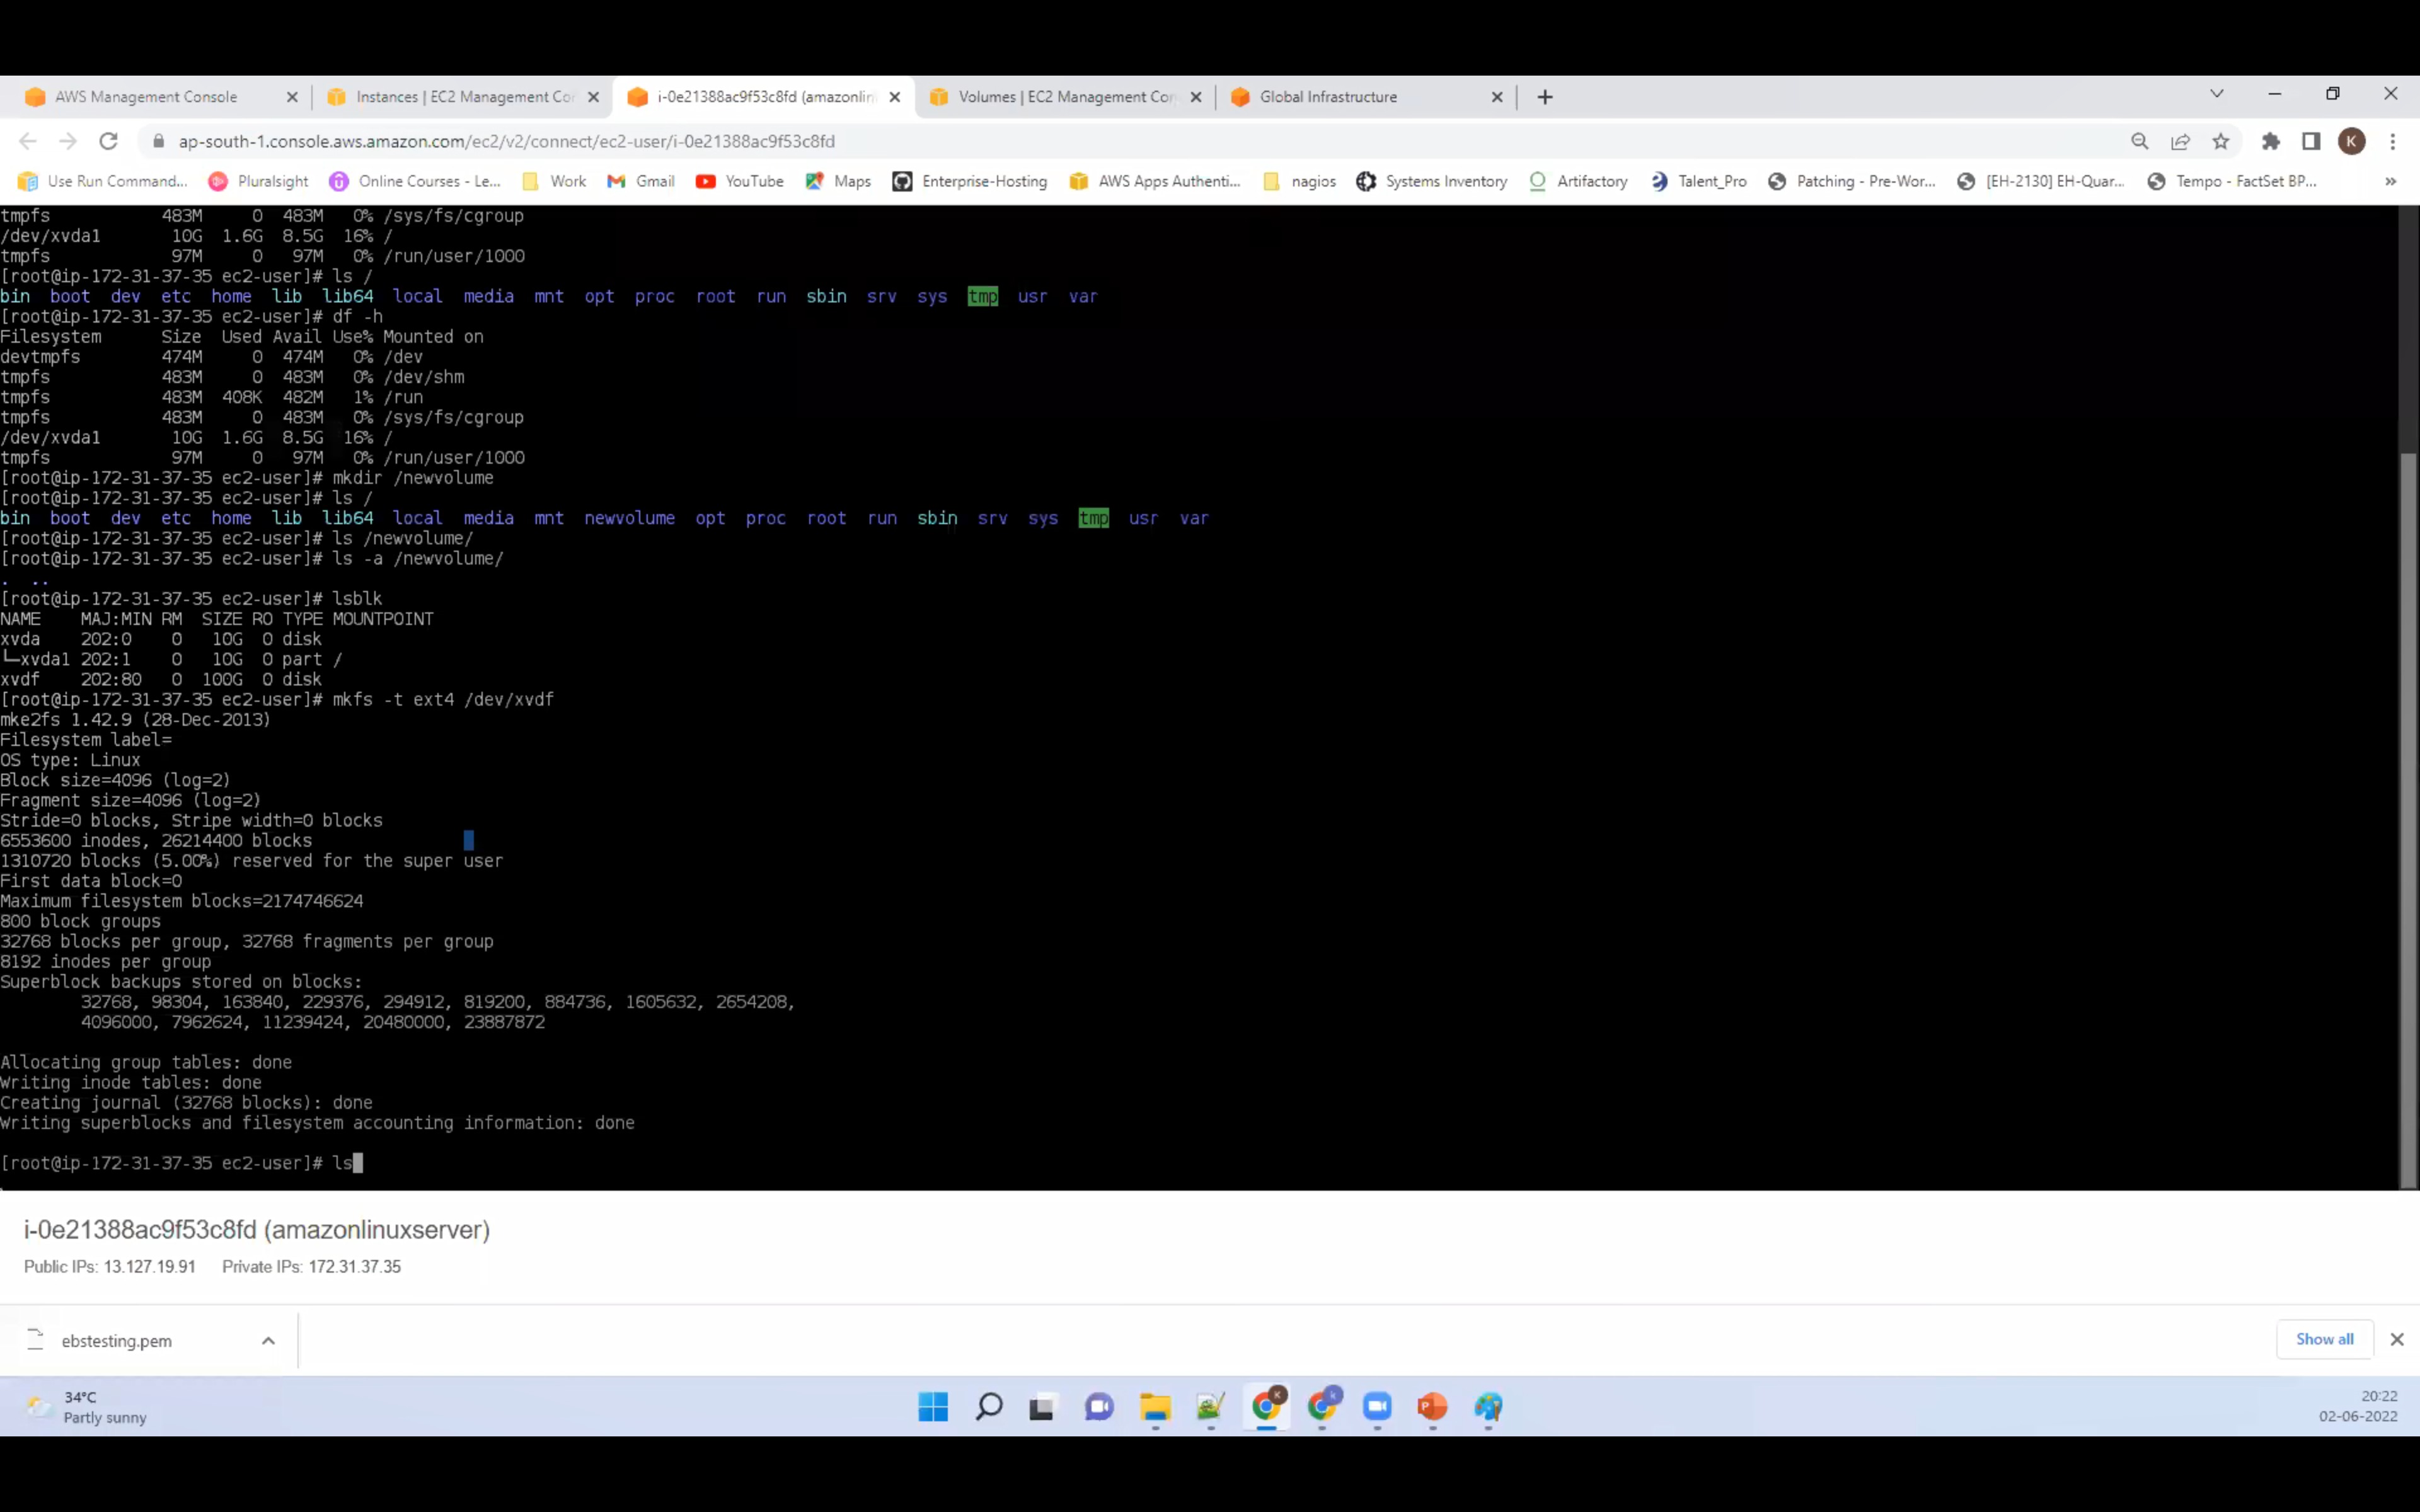 AWS Management Console
Instances | EC2 Management Con
i-0e21388ac9f53c8fd (amazonlin
Volumes | EC2 Management Con
Global Infrastructure
ap-south-1.console.aws.amazon.com/ec2/v2/connect/ec2-user/i-0e21388ac9f53c8fd
K
Use Run Command... Pluralsight Online Courses - Le... Work Gmail YouTube Maps Enterprise-Hosting AWS Apps Authenti... nagios Systems Inventory Artifactory Talent_Pro Patching - Pre-Wor... [EH-2130] EH-Quar... Tempo - FactSet BP... »
tmpfs 483M 0 483M 0% /sys/fs/cgroup
/dev/xvda1 10G 1.6G 8.5G 16% /
tmpfs 97M 0 97M 0% /run/user/1000
[root@ip-172-31-37-35 ec2-user]# ls /
bin boot dev etc home lib lib64 local media mnt opt proc root run sbin srv sys tmp usr var
[root@ip-172-31-37-35 ec2-user]# df -h
Filesystem Size Used Avail Use% Mounted on
devtmpfs 474M 0 474M 0% /dev
tmpfs 483M 0 483M 0% /dev/shm
tmpfs 483M 408K 482M 1% /run
tmpfs 483M 0 483M 0% /sys/fs/cgroup
/dev/xvda1 10G 1.6G 8.5G 16% /
tmpfs 97M 0 97M 0% /run/user/1000
[root@ip-172-31-37-35 ec2-user]# mkdir /newvolume
[root@ip-172-31-37-35 ec2-user]# ls /
bin boot dev etc home lib lib64 local media mnt newvolume opt proc root run sbin srv sys tmp usr var
[root@ip-172-31-37-35 ec2-user]# ls /newvolume/
[root@ip-172-31-37-35 ec2-user]# ls -a /newvolume/
. ..
[root@ip-172-31-37-35 ec2-user]# lsblk
NAME MAJ:MIN RM SIZE RO TYPE MOUNTPOINT
xvda 202:0 0 10G 0 disk
└─xvda1 202:1 0 10G 0 part /
xvdf 202:80 0 100G 0 disk
[root@ip-172-31-37-35 ec2-user]# mkfs -t ext4 /dev/xvdf
mke2fs 1.42.9 (28-Dec-2013)
Filesystem label=
OS type: Linux
Block size=4096 (log=2)
Fragment size=4096 (log=2)
Stride=0 blocks, Stripe width=0 blocks
6553600 inodes, 26214400 blocks
1310720 blocks (5.00%) reserved for the super user
First data block=0
Maximum filesystem blocks=2174746624
800 block groups
32768 blocks per group, 32768 fragments per group
8192 inodes per group
Superblock backups stored on blocks:
32768, 98304, 163840, 229376, 294912, 819200, 884736, 1605632, 2654208,
4096000, 7962624, 11239424, 20480000, 23887872
Allocating group tables: done
Writing inode tables: done
Creating journal (32768 blocks): done
Writing superblocks and filesystem accounting information: done
[root@ip-172-31-37-35 ec2-user]# ls
i-0e21388ac9f53c8fd (amazonlinuxserver)
Public IPs: 13.127.19.91 Private IPs: 172.31.37.35
ebstesting.pem
Show all
34°C
Partly sunny
20:22
02-06-2022